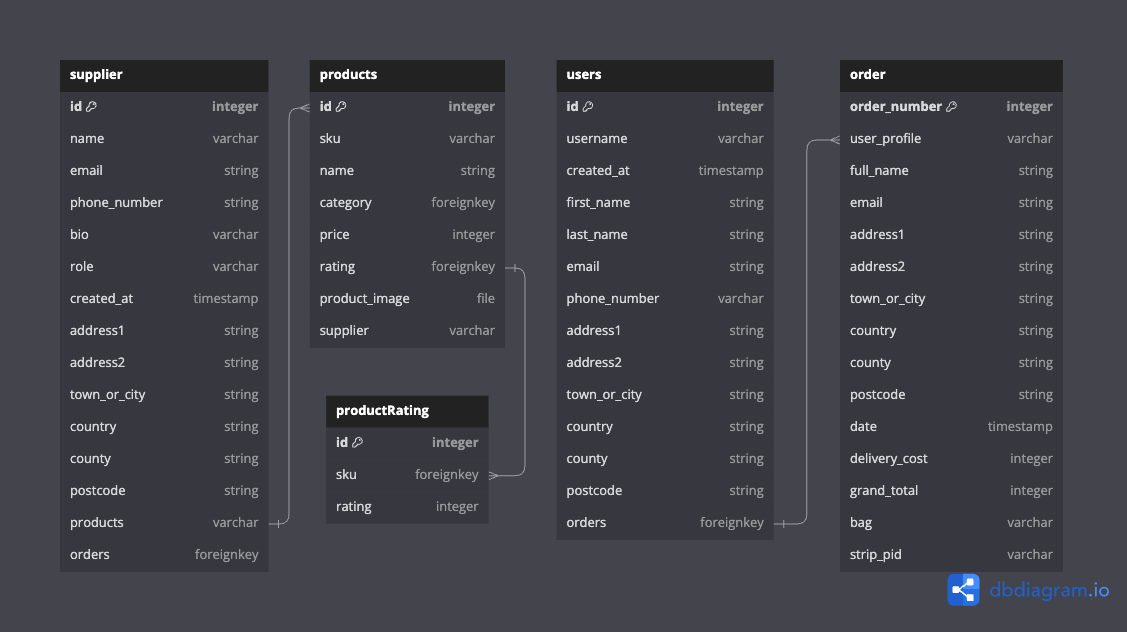 supplier
id integer
name varchar
email string
phone_number string
bio varchar
role varchar
created_at timestamp
address1 string
address2 string
town_or_city string
country string
county string
postcode string
products varchar
orders foreignkey
products
id integer
sku varchar
name string
category foreignkey
price integer
rating foreignkey
product_image file
supplier varchar
productRating
id integer
sku foreignkey
rating integer
users
id integer
username varchar
created_at timestamp
first_name string
last_name string
email string
phone_number varchar
address1 string
address2 string
town_or_city string
country string
county string
postcode string
orders foreignkey
order
order_number integer
user_profile varchar
full_name string
email string
address1 string
address2 string
town_or_city string
country string
county string
postcode string
date timestamp
delivery_cost integer
grand_total integer
bag varchar
strip_pid varchar
dbdiagram.io